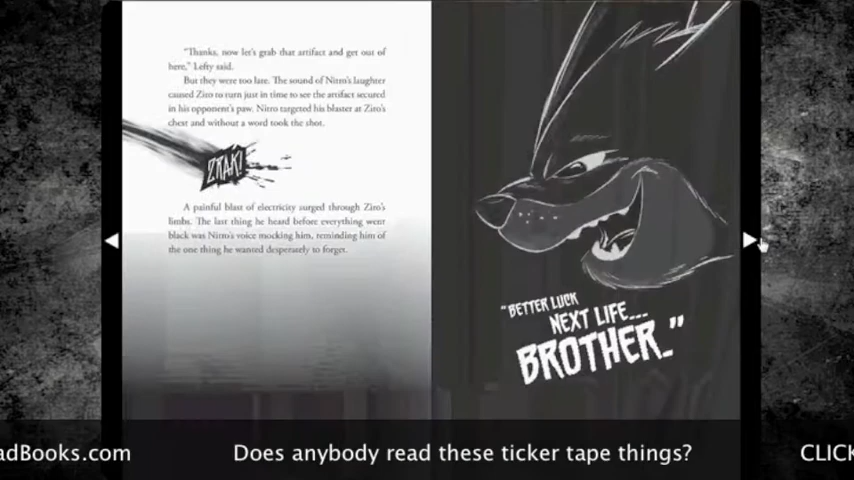 "Thanks, now let's grab that artifact and get out of
here," Lefty said.
But they were too late. The sound of Nitro's laughter
caused Ziro to turn just in time to see the artifact secured
in his opponent's paw. Nitro targeted his blaster at Ziro's
chest and without a word took the shot.
ZRAK!
A painful blast of electricity surged through Ziro's
limbs. The last thing he heard before everything went
black was Nitro's voice mocking him, reminding him of
the one thing he wanted desperately to forget.
"BETTER LUCK
NEXT LIFE...
BROTHER."
adBooks.com Does anybody read these ticker tape things? CLICK